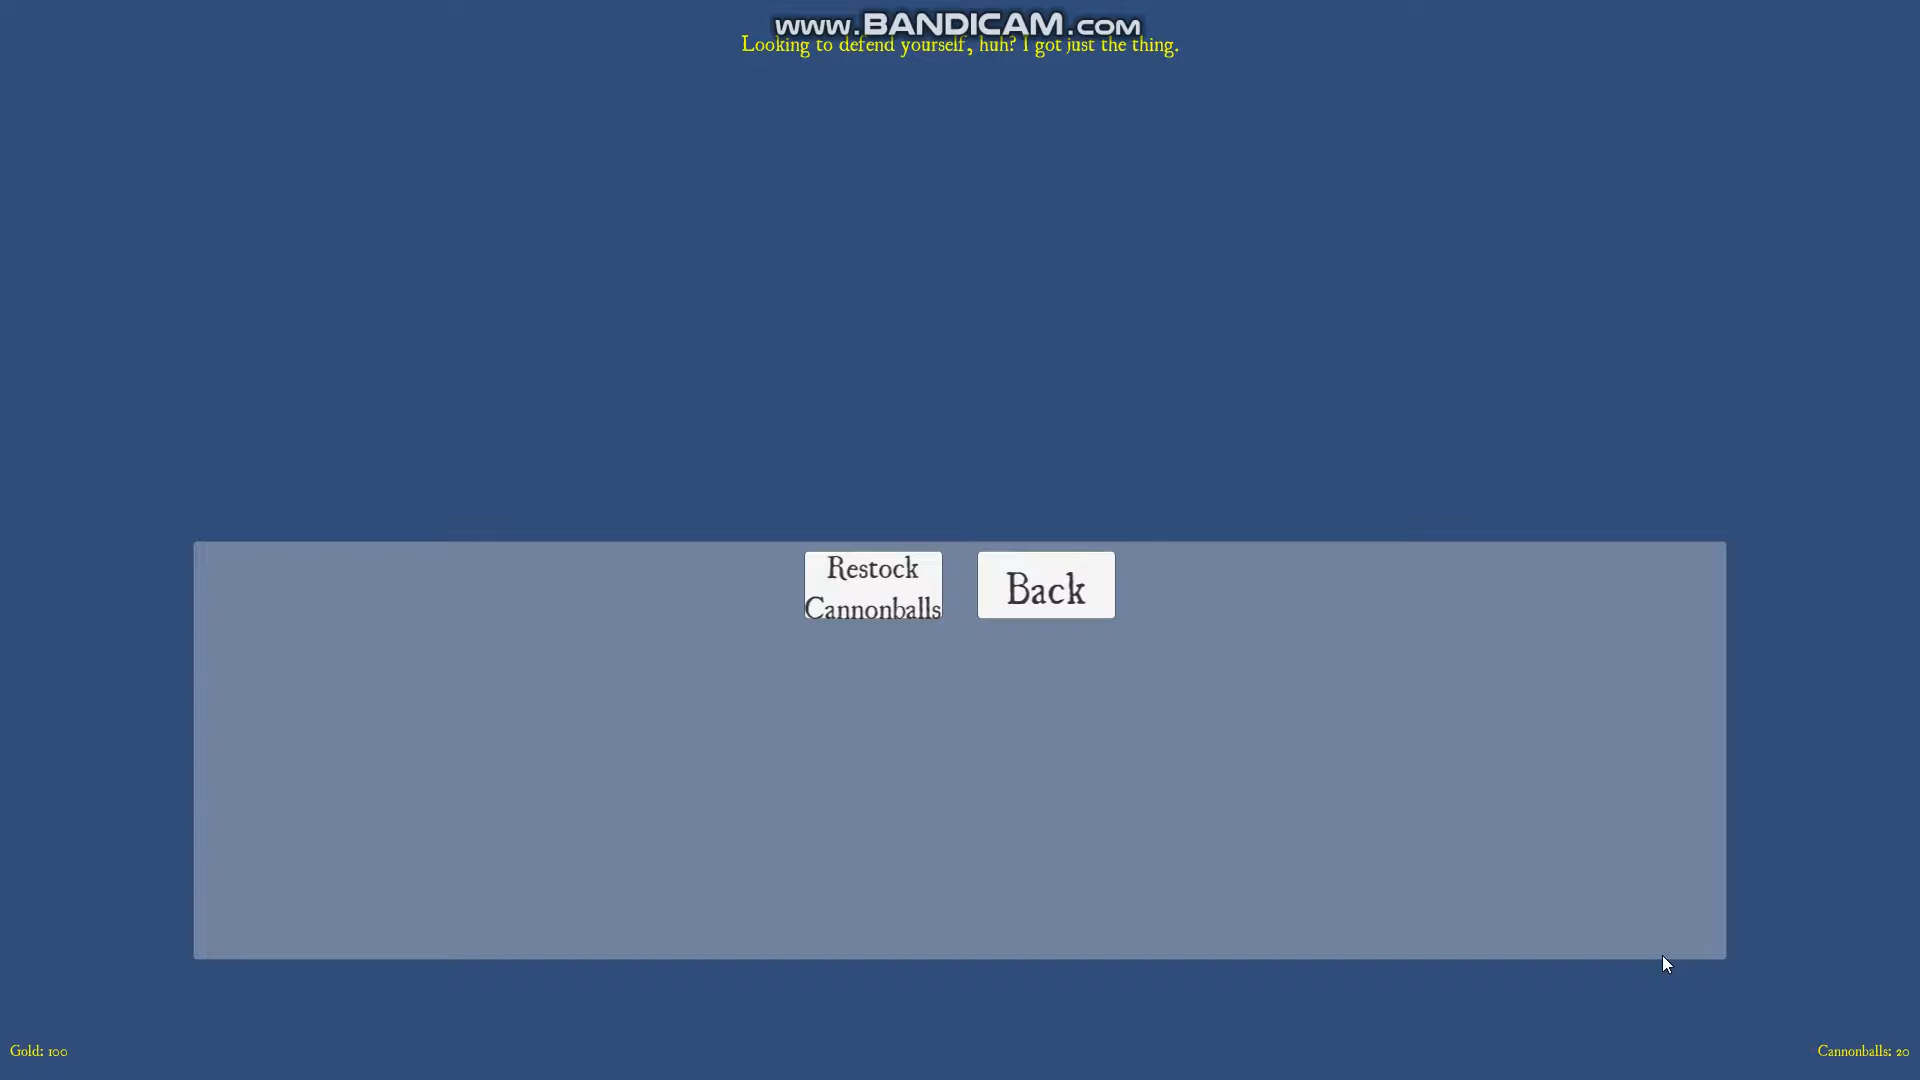 www.BANDICAM.com
Looking to defend yourself, huh? I got just the thing.
Restock
Cannonballs
Back
Gold: 100
Cannonballs: 20